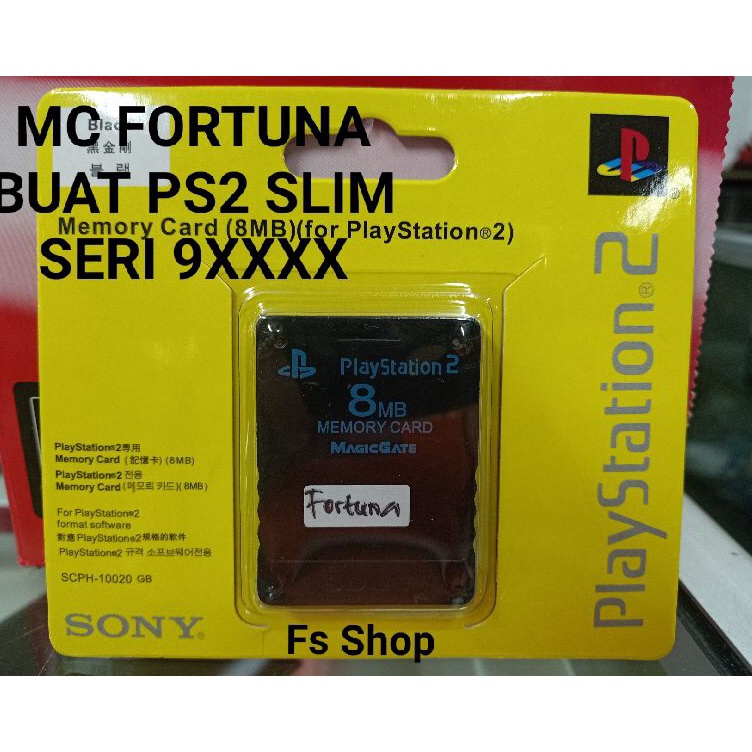 MC FORTUNA
BUAT PS2 SLIM
SERI 9XXXX
黑金剛
블랙
Memory Card (8MB)(for PlayStation®2)
PlayStation 2
8MB
MEMORY CARD
MAGICGATE
Fortuna
PlayStation®2專用
Memory Card (記憶卡) (8MB)
PlayStation®2 전용
Memory Card (메모리 카드)(8MB)
For PlayStation®2
format software
對應PlayStation®2規格的軟件
PlayStation®2 규격 소프트웨어전용
SCPH-10020 GB
SONY®
PlayStation®2
Fs Shop